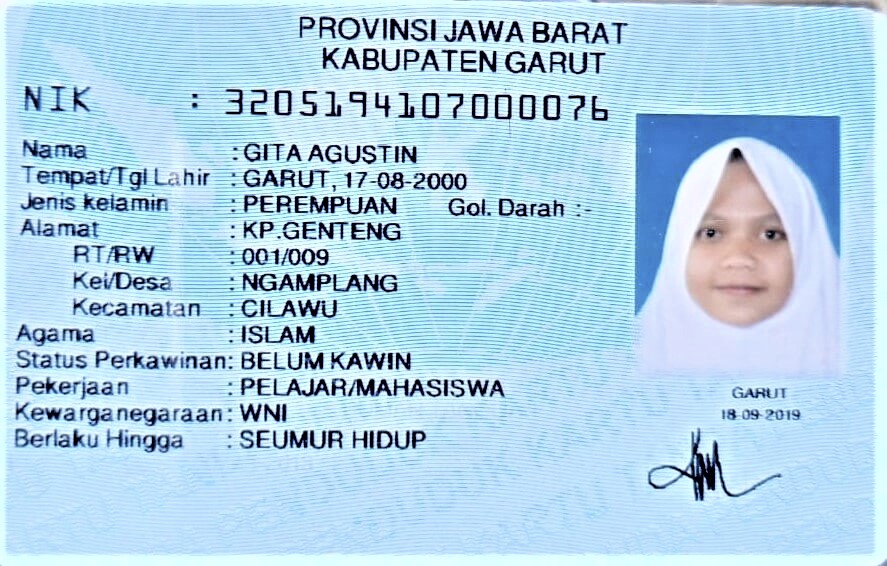 PROVINSI JAWA BARAT
KABUPATEN GARUT
NIK : 3205194107000076
Nama : GITA AGUSTIN
Tempat/Tgl Lahir : GARUT, 17-08-2000
Jenis kelamin : PEREMPUAN Gol. Darah :-
Alamat : KP.GENTENG
RT/RW : 001/009
Kel/Desa : NGAMPLANG
Kecamatan : CILAWU
Agama : ISLAM
Status Perkawinan: BELUM KAWIN
Pekerjaan : PELAJAR/MAHASISWA
Kewarganegaraan: WNI
Berlaku Hingga : SEUMUR HIDUP
GARUT
18-09-2019